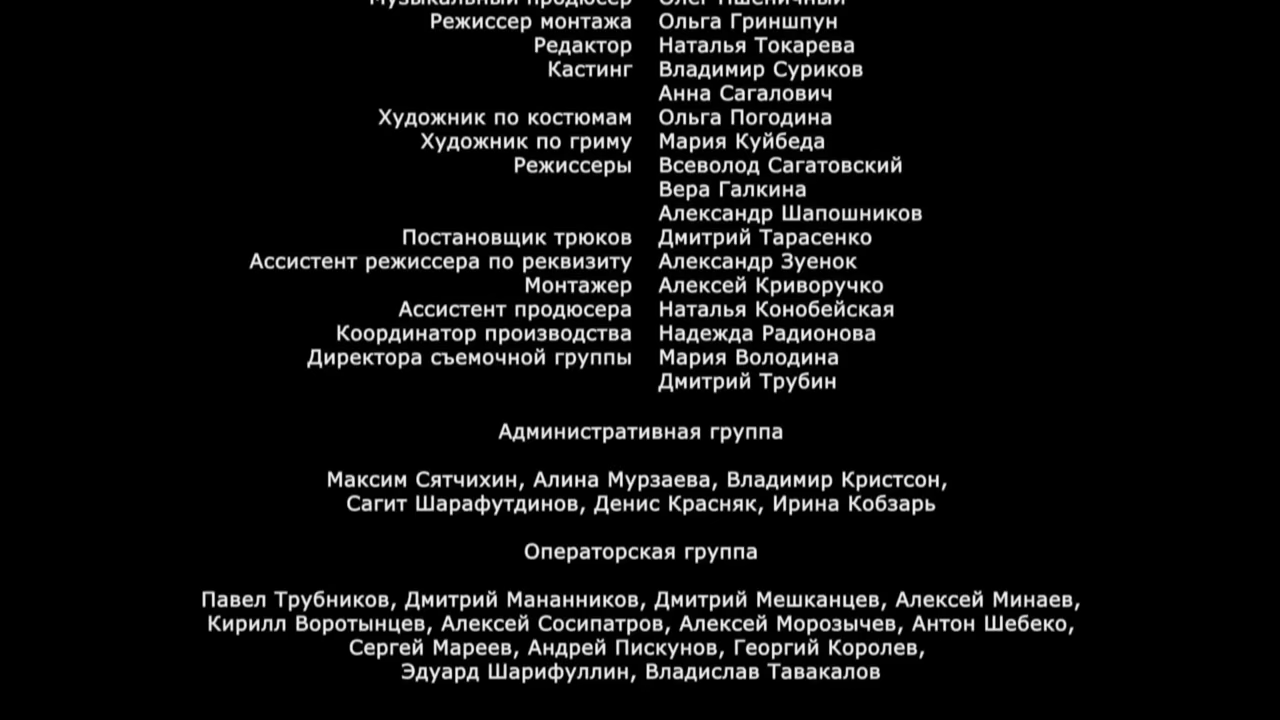 Музыкальный продюсер Олег Пшеничный
Режиссер монтажа Ольга Гриншпун
Редактор Наталья Токарева
Кастинг Владимир Суриков
Анна Сагалович
Художник по костюмам Ольга Погодина
Художник по гриму Мария Куйбеда
Режиссеры Всеволод Сагатовский
Вера Галкина
Александр Шапошников
Постановщик трюков Дмитрий Тарасенко
Ассистент режиссера по реквизиту Александр Зуенок
Монтажер Алексей Криворучко
Ассистент продюсера Наталья Конобейская
Координатор производства Надежда Радионова
Директора съемочной группы Мария Володина
Дмитрий Трубин
Административная группа
Максим Сятчихин, Алина Мурзаева, Владимир Кристсон,
Сагит Шарафутдинов, Денис Красняк, Ирина Кобзарь
Операторская группа
Павел Трубников, Дмитрий Мананников, Дмитрий Мешканцев, Алексей Минаев,
Кирилл Воротынцев, Алексей Сосипатров, Алексей Морозычев, Антон Шебеко,
Сергей Мареев, Андрей Пискунов, Георгий Королев,
Эдуард Шарифуллин, Владислав Тавакалов